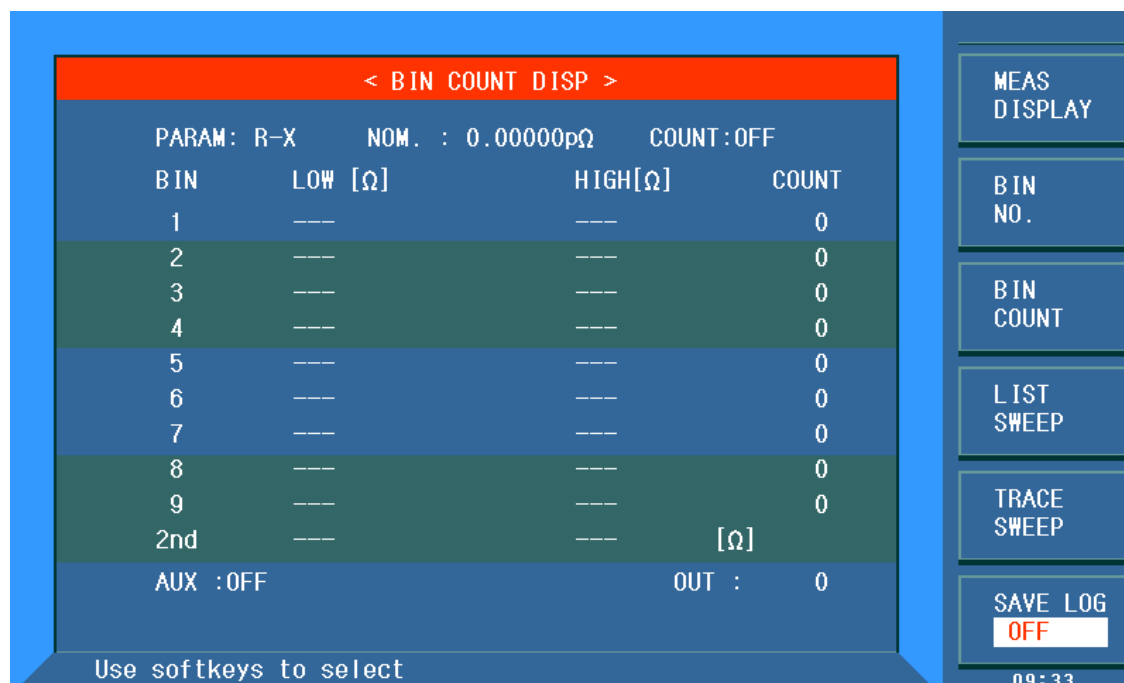 < BIN COUNT DISP >
PARAM: R-X NOM. : 0.00000pΩ COUNT:OFF
BIN LOW [Ω] HIGH[Ω] COUNT
1 --- --- 0
2 --- --- 0
3 --- --- 0
4 --- --- 0
5 --- --- 0
6 --- --- 0
7 --- --- 0
8 --- --- 0
9 --- --- 0
2nd --- --- [Ω]
AUX :OFF OUT : 0
Use softkeys to select
MEAS
DISPLAY
BIN
NO.
BIN
COUNT
LIST
SWEEP
TRACE
SWEEP
SAVE LOG
OFF
09:33